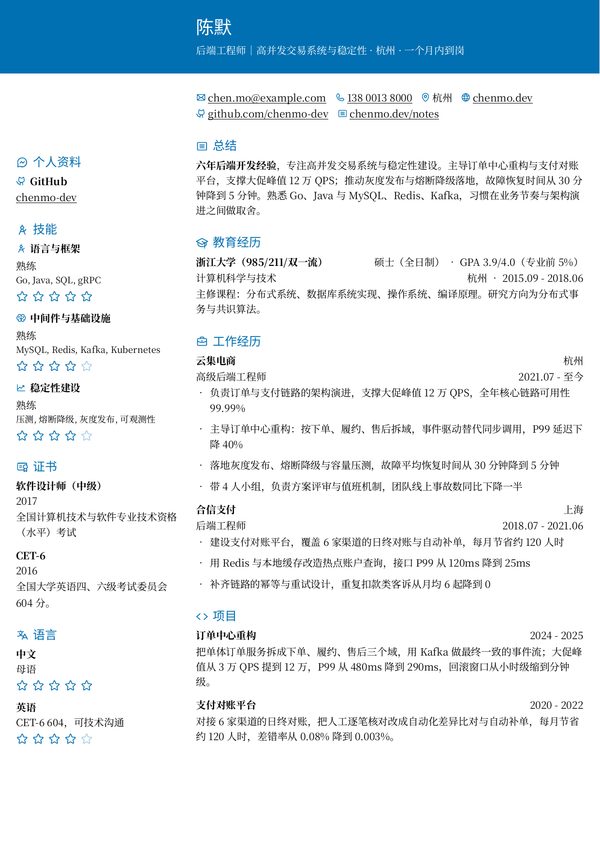 陈默
后端工程师｜高并发交易系统与稳定性 · 杭州 · 一个月内到岗
chen.mo@example.com 138 0013 8000 杭州 chenmo.dev
github.com/chenmo-dev chenmo.dev/notes
个人资料
GitHub
chenmo-dev
技能
语言与框架
熟练
Go, Java, SQL, gRPC
中间件与基础设施
熟练
MySQL, Redis, Kafka, Kubernetes
稳定性建设
熟练
压测, 熔断降级, 灰度发布, 可观测性
证书
软件设计师（中级）
2017
全国计算机技术与软件专业技术资格
（水平）考试
CET-6
2016
全国大学英语四、六级考试委员会
604 分。
语言
中文
母语
英语
CET-6 604，可技术沟通
总结
六年后端开发经验，专注高并发交易系统与稳定性建设。主导订单中心重构与支付对账
平台，支撑大促峰值 12 万 QPS；推动灰度发布与熔断降级落地，故障恢复时间从 30 分
钟降到 5 分钟。熟悉 Go、Java 与 MySQL、Redis、Kafka，习惯在业务节奏与架构演
进之间做取舍。
教育经历
浙江大学（985/211/双一流） 硕士（全日制） · GPA 3.9/4.0（专业前 5%）
计算机科学与技术 杭州 · 2015.09 - 2018.06
主修课程：分布式系统、数据库系统实现、操作系统、编译原理。研究方向为分布式事
务与共识算法。
工作经历
云集电商 杭州
高级后端工程师 2021.07 - 至今
· 负责订单与支付链路的架构演进，支撑大促峰值 12 万 QPS，全年核心链路可用性
99.99%
· 主导订单中心重构：按下单、履约、售后拆域，事件驱动替代同步调用，P99 延迟下
降 40%
· 落地灰度发布、熔断降级与容量压测，故障平均恢复时间从 30 分钟降到 5 分钟
· 带 4 人小组，负责方案评审与值班机制，团队线上事故数同比下降一半
合信支付 上海
后端工程师 2018.07 - 2021.06
· 建设支付对账平台，覆盖 6 家渠道的日终对账与自动补单，每月节省约 120 人时
· 用 Redis 与本地缓存改造热点账户查询，接口 P99 从 120ms 降到 25ms
· 补齐链路的幂等与重试设计，重复扣款类客诉从月均 6 起降到 0
项目
订单中心重构 2024 - 2025
把单体订单服务拆成下单、履约、售后三个域，用 Kafka 做最终一致的事件流；大促峰
值从 3 万 QPS 提到 12 万，P99 从 480ms 降到 290ms，回滚窗口从小时级缩到分钟
级。
支付对账平台 2020 - 2022
对接 6 家渠道的日终对账，把人工逐笔核对改成自动化差异比对与自动补单，每月节省
约 120 人时，差错率从 0.08% 降到 0.003%。